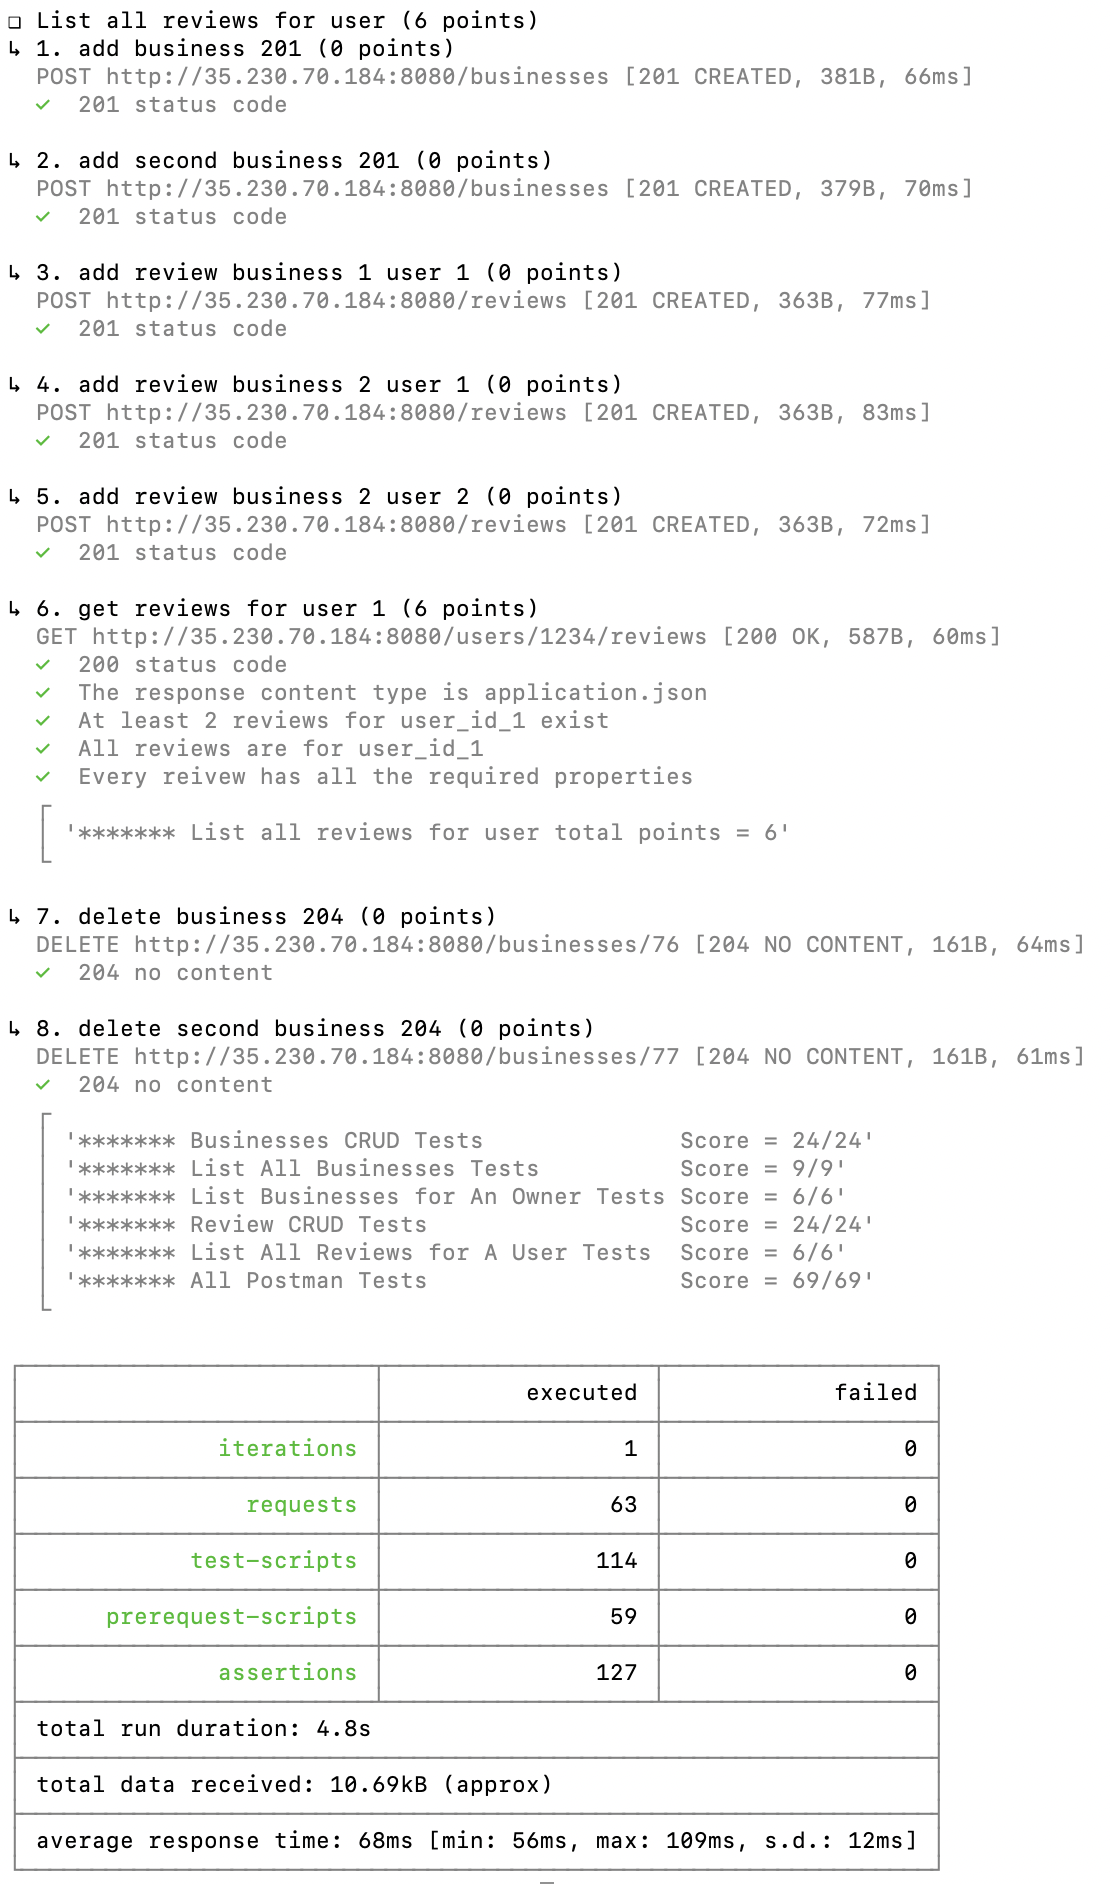 ❏ List all reviews for user (6 points)
↳ 1. add business 201 (0 points)
POST http://35.230.70.184:8080/businesses [201 CREATED, 381B, 66ms]
✓ 201 status code
↳ 2. add second business 201 (0 points)
POST http://35.230.70.184:8080/businesses [201 CREATED, 379B, 70ms]
✓ 201 status code
↳ 3. add review business 1 user 1 (0 points)
POST http://35.230.70.184:8080/reviews [201 CREATED, 363B, 77ms]
✓ 201 status code
↳ 4. add review business 2 user 1 (0 points)
POST http://35.230.70.184:8080/reviews [201 CREATED, 363B, 83ms]
✓ 201 status code
↳ 5. add review business 2 user 2 (0 points)
POST http://35.230.70.184:8080/reviews [201 CREATED, 363B, 72ms]
✓ 201 status code
↳ 6. get reviews for user 1 (6 points)
GET http://35.230.70.184:8080/users/1234/reviews [200 OK, 587B, 60ms]
✓ 200 status code
✓ The response content type is application.json
✓ At least 2 reviews for user_id_1 exist
✓ All reviews are for user_id_1
✓ Every reivew has all the required properties
'******* List all reviews for user total points = 6'
↳ 7. delete business 204 (0 points)
DELETE http://35.230.70.184:8080/businesses/76 [204 NO CONTENT, 161B, 64ms]
✓ 204 no content
↳ 8. delete second business 204 (0 points)
DELETE http://35.230.70.184:8080/businesses/77 [204 NO CONTENT, 161B, 61ms]
✓ 204 no content
'******* Businesses CRUD Tests Score = 24/24'
'******* List All Businesses Tests Score = 9/9'
'******* List Businesses for An Owner Tests Score = 6/6'
'******* Review CRUD Tests Score = 24/24'
'******* List All Reviews for A User Tests Score = 6/6'
'******* All Postman Tests Score = 69/69'
executed failed
iterations 1 0
requests 63 0
test-scripts 114 0
prerequest-scripts 59 0
assertions 127 0
total run duration: 4.8s
total data received: 10.69kB (approx)
average response time: 68ms [min: 56ms, max: 109ms, s.d.: 12ms]